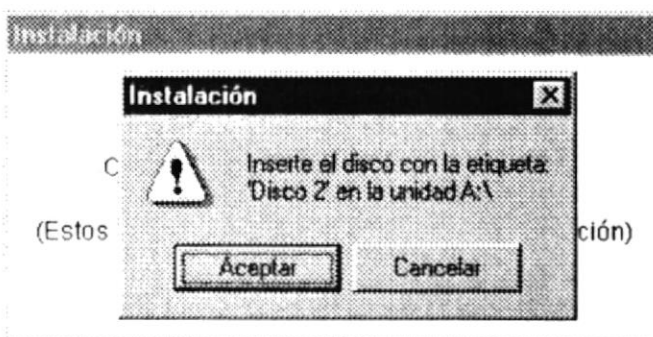 Instalación
Instalación
Inserte el disco con la etiqueta:
'Disco 2' en la unidad A:\
(Estos
ción)
Aceptar
Cancelar